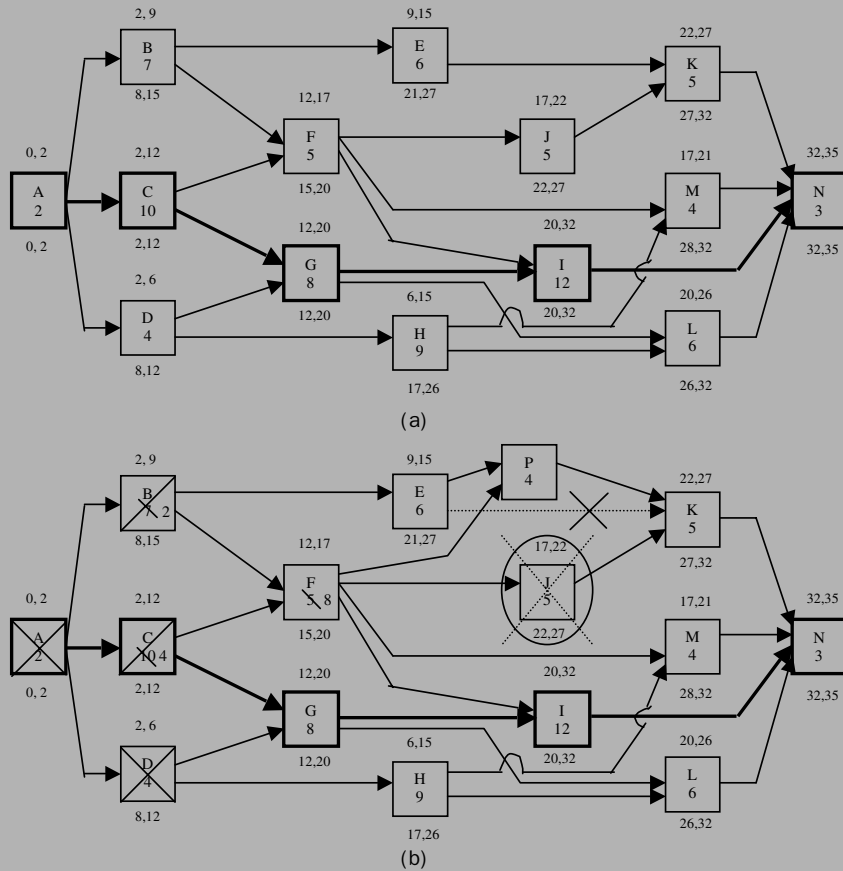 2, 9
B
7
8,15
9,15
E
6
21,27
22,27
K
5
27,32
12,17
F
5
15,20
17,22
J
5
22,27
0, 2
A
2
0, 2
2,12
C
10
2,12
17,21
M
4
28,32
32,35
N
3
32,35
12,20
G
8
12,20
20,32
I
12
20,32
2, 6
D
4
8,12
6,15
H
9
17,26
20,26
L
6
26,32
(a)
2, 9
B
7 2
8,15
9,15
E
6
21,27
P
4
22,27
K
5
27,32
12,17
F
5 8
15,20
17,22
J
5
22,27
0, 2
A
2
0, 2
2,12
C
10 4
2,12
17,21
M
4
28,32
32,35
N
3
32,35
12,20
G
8
12,20
20,32
I
12
20,32
2, 6
D
4
8,12
6,15
H
9
17,26
20,26
L
6
26,32
(b)